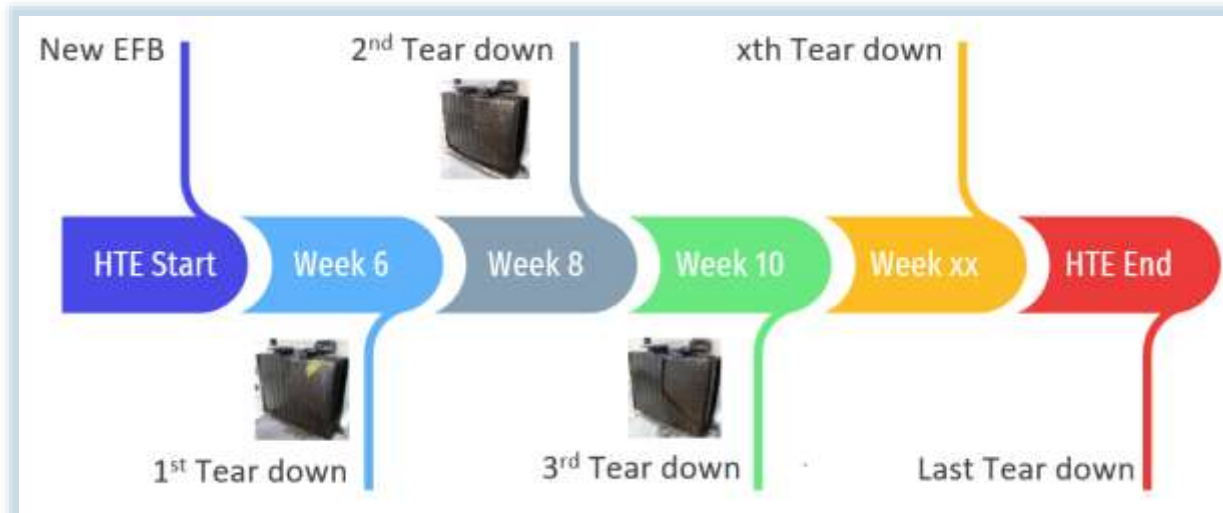 New EFB
2nd Tear down
xth Tear down
HTE Start
Week 6
Week 8
Week 10
Week xx
HTE End
1st Tear down
3rd Tear down
Last Tear down